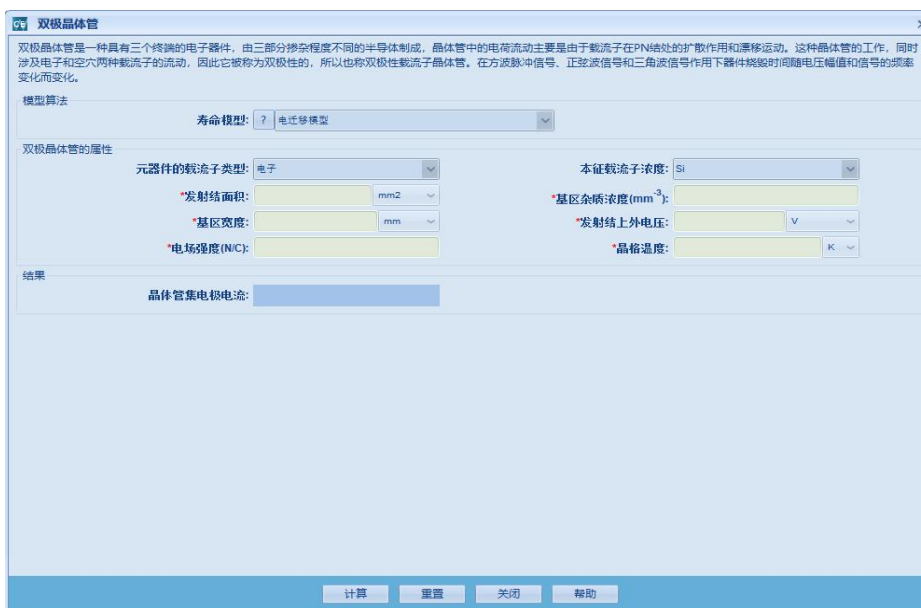 双极晶体管
双极晶体管是一种具有三个终端的电子器件，由三部分掺杂程度不同的半导体制成，晶体管中的电荷流动主要是由于载流子在PN结处的扩散作用和漂移运动。这种晶体管的工作，同时
涉及电子和空穴两种载流子的流动，因此它被称为双极性的，所以也称双极性载流子晶体管。在方波脉冲信号、正弦波信号和三角波信号作用下器件烧毁时间随电压幅值和信号的频率
变化而变化。
模型算法
寿命模型: ? 电迁移模型
双极晶体管的属性
元器件的载流子类型: 电子 本征载流子浓度: Si
*发射结面积: mm2 *基区杂质浓度(mm⁻³):
*基区宽度: mm *发射结上外电压: V
*电场强度(N/C): *晶格温度: K
结果
晶体管集电极电流:
计算 重置 关闭 帮助